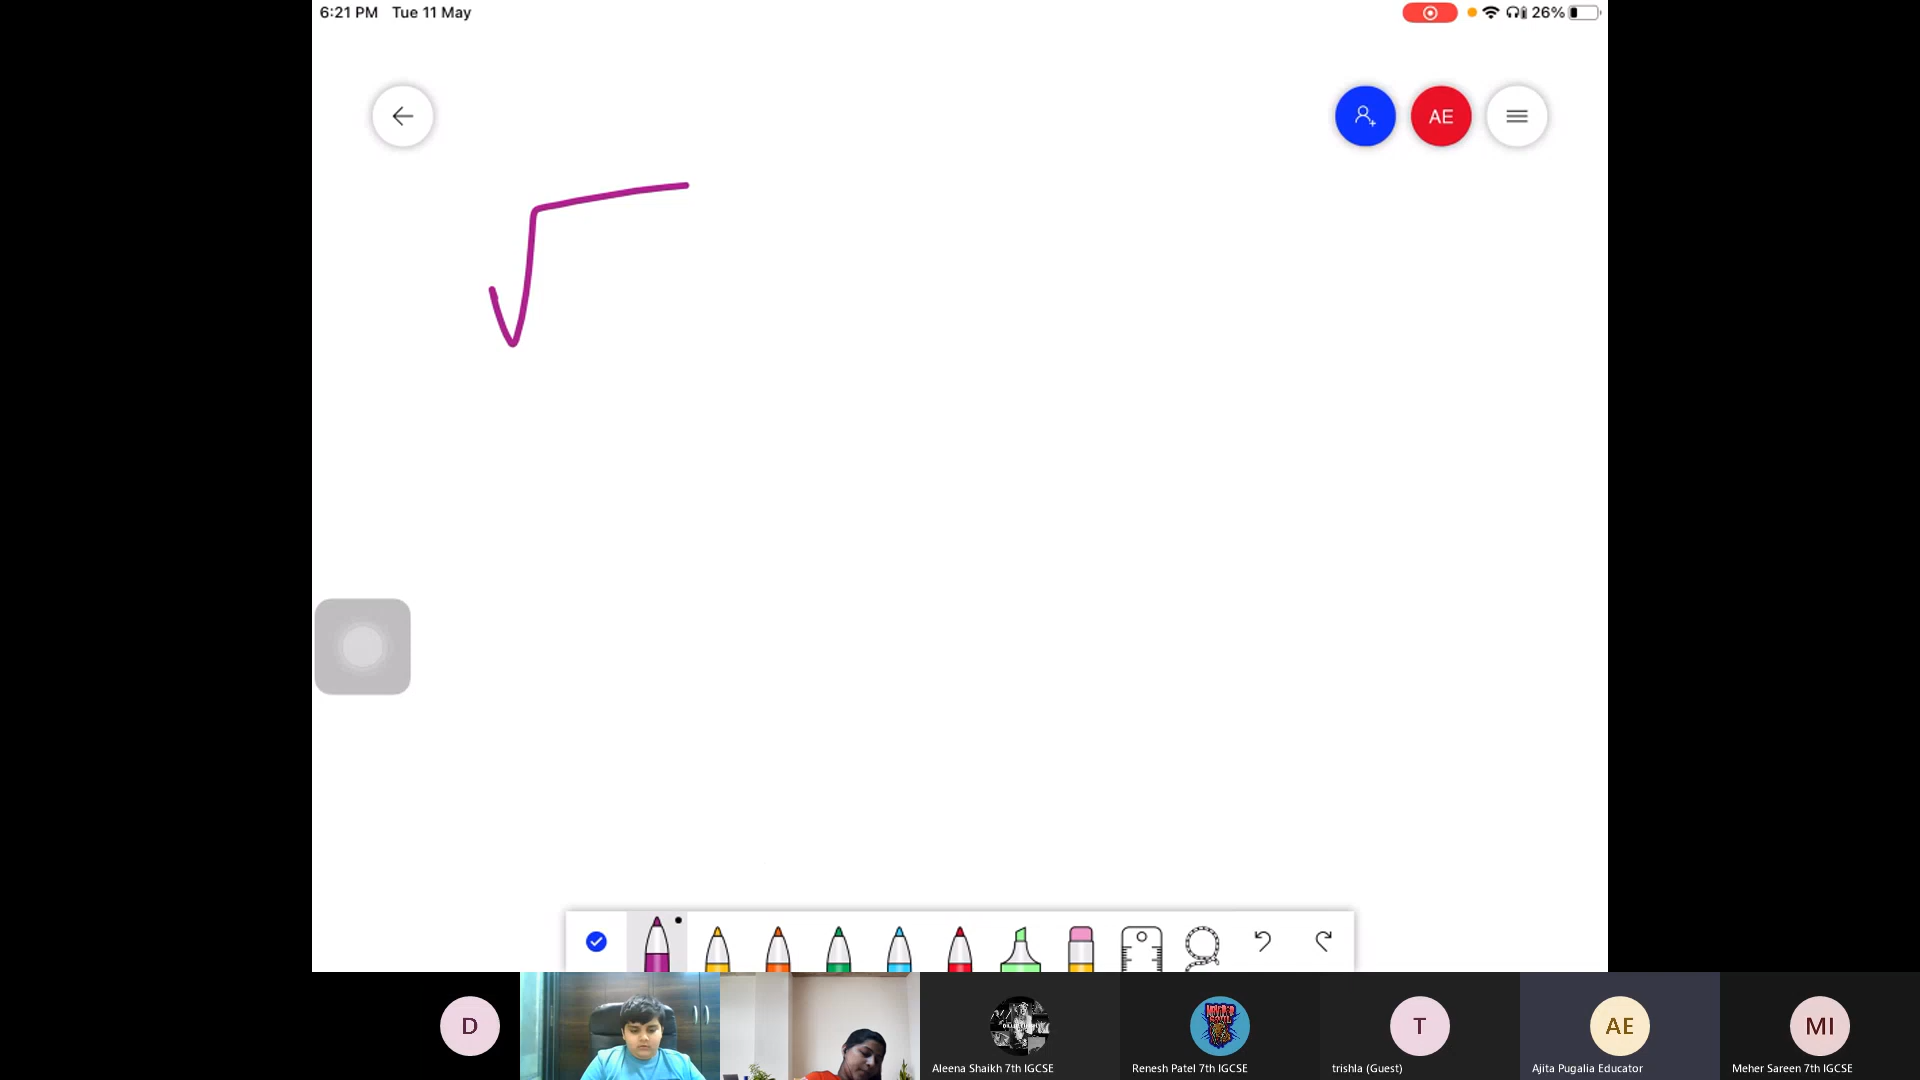 6:21 PM Tue 11 May 26%
AE
√
D T AE MI
Aleena Shaikh 7th IGCSE Renesh Patel 7th IGCSE trishla (Guest) Ajita Pugalia Educator Meher Sareen 7th IGCSE